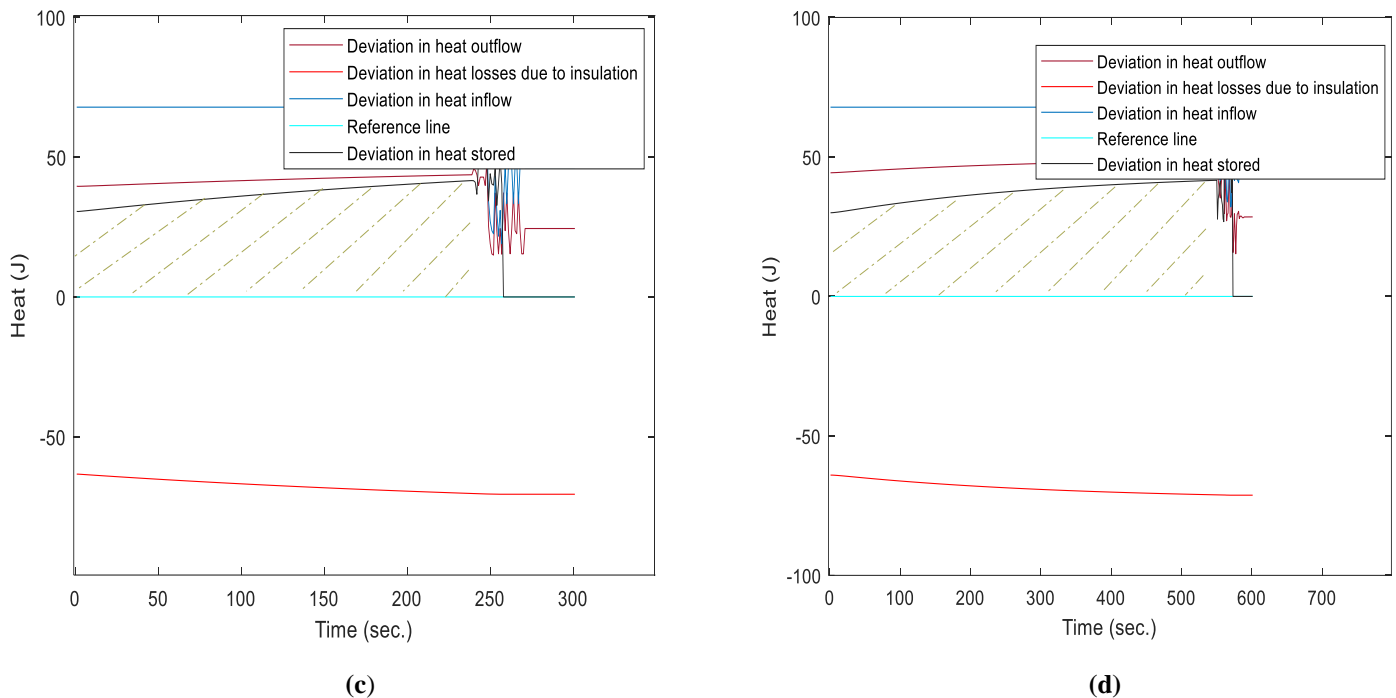 100
50
0
-50
Heat (J)
Deviation in heat outflow
Deviation in heat losses due to insulation
Deviation in heat inflow
Reference line
Deviation in heat stored
0 50 100 150 200 250 300
Time (sec.)
(c)
100
50
0
-50
-100
Heat (J)
Deviation in heat outflow
Deviation in heat losses due to insulation
Deviation in heat inflow
Reference line
Deviation in heat stored
0 100 200 300 400 500 600 700
Time (sec.)
(d)